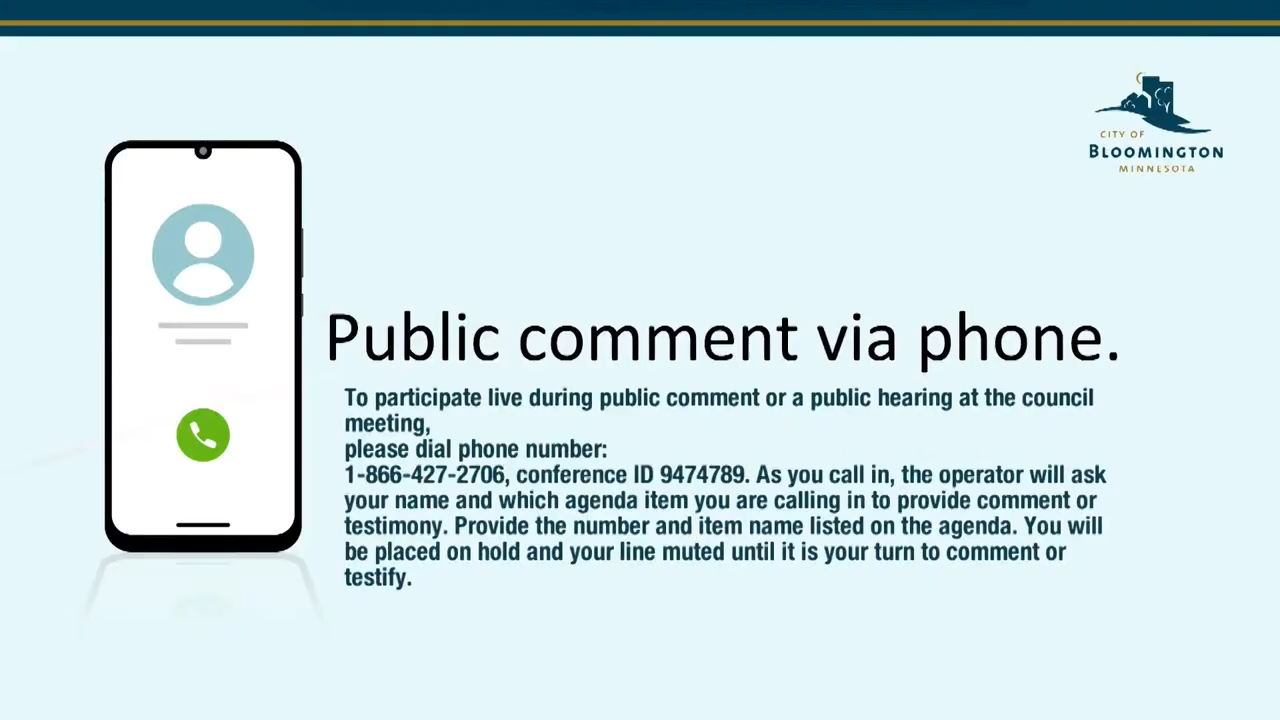 CITY OF
BLOOMINGTON
MINNESOTA
Public comment via phone.
To participate live during public comment or a public hearing at the council
meeting,
please dial phone number:
1-866-427-2706, conference ID 9474789. As you call in, the operator will ask
your name and which agenda item you are calling in to provide comment or
testimony. Provide the number and item name listed on the agenda. You will
be placed on hold and your line muted until it is your turn to comment or
testify.